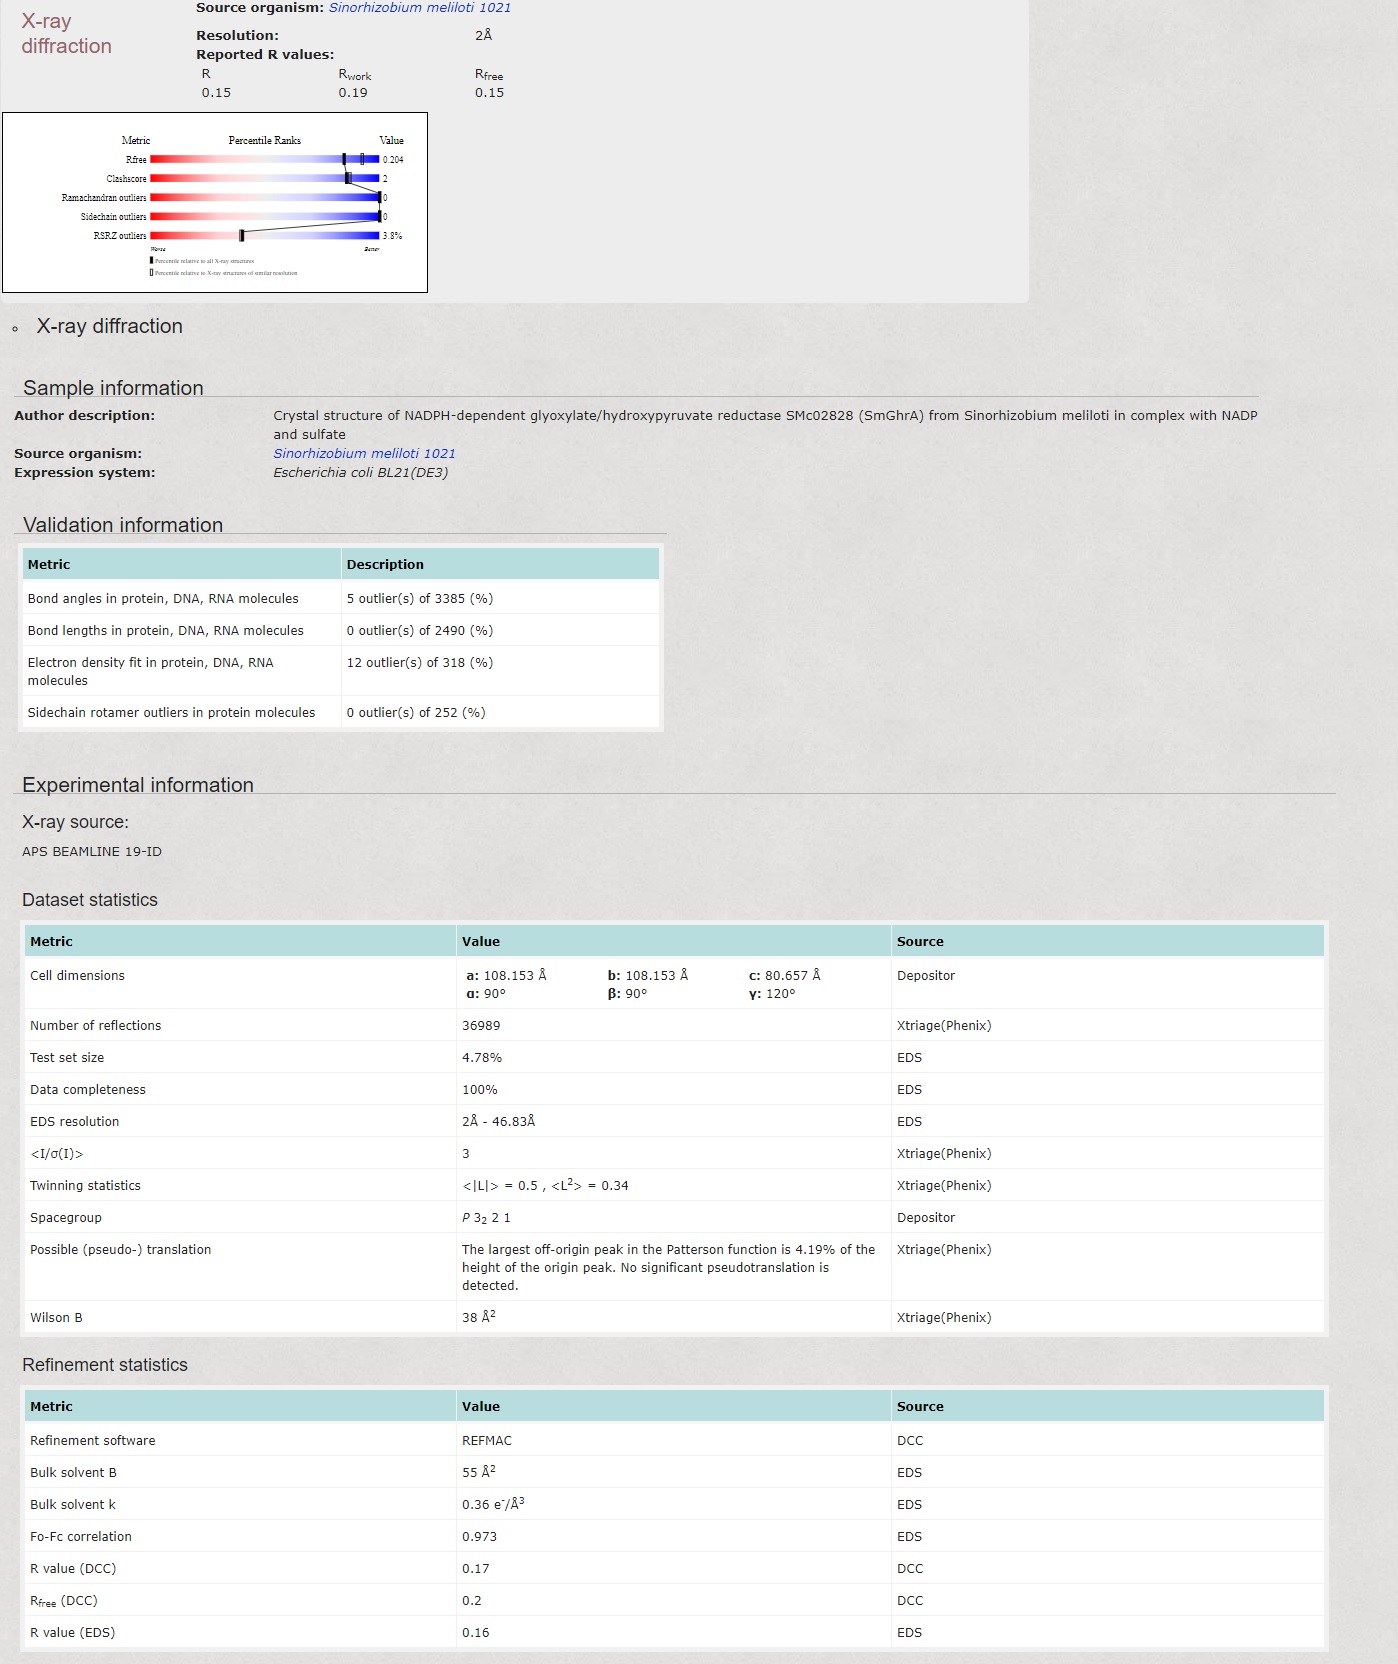 X-ray
diffraction
Source organism: Sinorhizobium meliloti 1021
Resolution: 2Å
Reported R values:
R Rwork Rfree
0.15 0.19 0.15
Metric Percentile Ranks Value
Rfree 0.204
Clashscore 2
Ramachandran outliers 0
Sidechain outliers 0
RSRZ outliers 3.8%
Worse Better
Percentile relative to all X-ray structures
Percentile relative to X-ray structures of similar resolution
X-ray diffraction
Sample information
Author description: Crystal structure of NADPH-dependent glyoxylate/hydroxypyruvate reductase SMc02828 (SmGhrA) from Sinorhizobium meliloti in complex with NADP
and sulfate
Source organism: Sinorhizobium meliloti 1021
Expression system: Escherichia coli BL21(DE3)
Validation information
Metric Description
Bond angles in protein, DNA, RNA molecules 5 outlier(s) of 3385 (%)
Bond lengths in protein, DNA, RNA molecules 0 outlier(s) of 2490 (%)
Electron density fit in protein, DNA, RNA 12 outlier(s) of 318 (%)
molecules
Sidechain rotamer outliers in protein molecules 0 outlier(s) of 252 (%)
Experimental information
X-ray source:
APS BEAMLINE 19-ID
Dataset statistics
Metric Value Source
Cell dimensions a: 108.153 Å b: 108.153 Å c: 80.657 Å Depositor
α: 90° β: 90° γ: 120°
Number of reflections 36989 Xtriage(Phenix)
Test set size 4.78% EDS
Data completeness 100% EDS
EDS resolution 2Å - 46.83Å EDS
<I/σ(I)> 3 Xtriage(Phenix)
Twinning statistics <|L|> = 0.5 , <L²> = 0.34 Xtriage(Phenix)
Spacegroup P 3₂ 2 1 Depositor
Possible (pseudo-) translation The largest off-origin peak in the Patterson function is 4.19% of the Xtriage(Phenix)
height of the origin peak. No significant pseudotranslation is
detected.
Wilson B 38 Å² Xtriage(Phenix)
Refinement statistics
Metric Value Source
Refinement software REFMAC DCC
Bulk solvent B 55 Å² EDS
Bulk solvent k 0.36 e⁻/Å³ EDS
Fo-Fc correlation 0.973 EDS
R value (DCC) 0.17 DCC
Rfree (DCC) 0.2 DCC
R value (EDS) 0.16 EDS